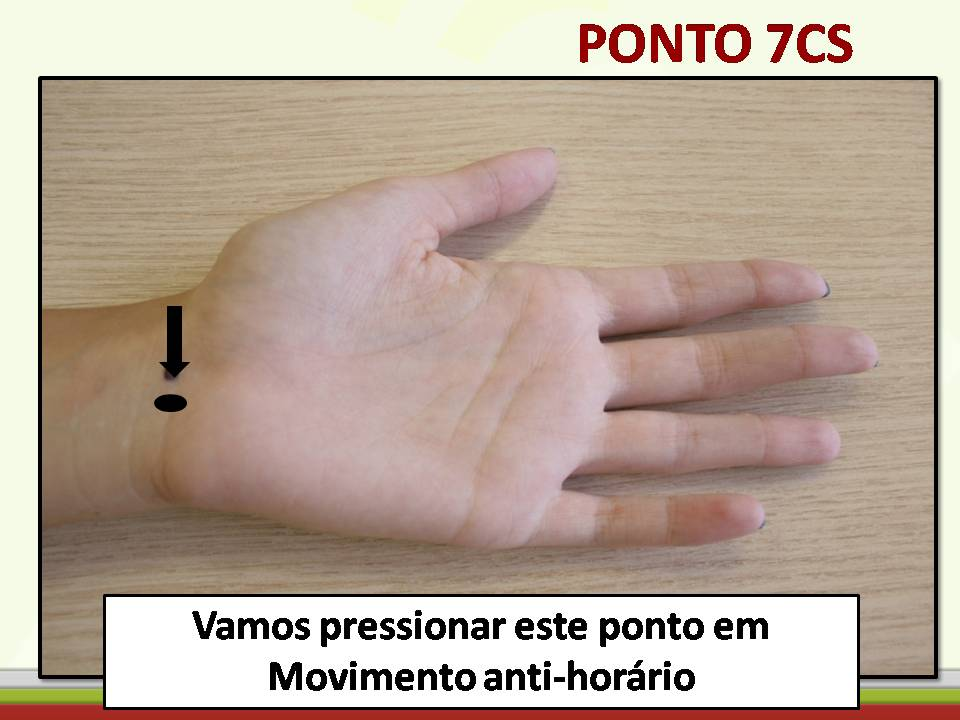 PONTO 7CS
Vamos pressionar este ponto em
Movimento anti-horário